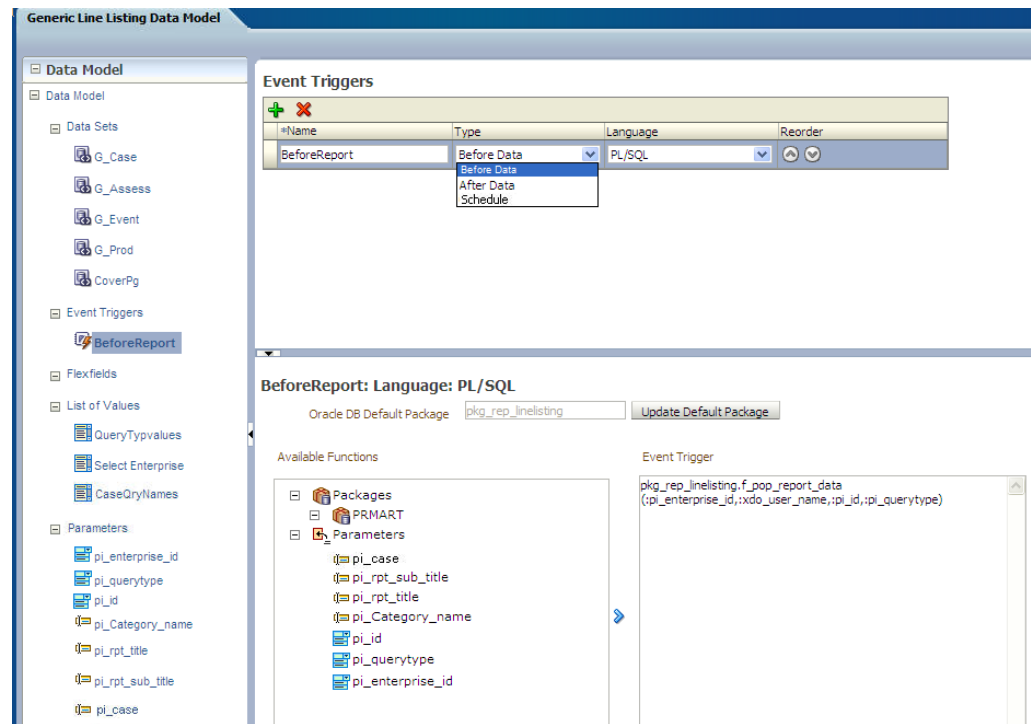 Generic Line Listing Data Model
Data Model
Data Model
Data Sets
G_Case
G_Assess
G_Event
G_Prod
CoverPg
Event Triggers
BeforeReport
Flexfields
List of Values
QueryTypvalues
Select Enterprise
CaseQryNames
Parameters
pi_enterprise_id
pi_querytype
pi_id
pi_Category_name
pi_rpt_title
pi_rpt_sub_title
pi_case
Event Triggers
*Name Type Language Reorder
BeforeReport Before Data PL/SQL
Before Data
After Data
Schedule
BeforeReport: Language: PL/SQL
Oracle DB Default Package pkg_rep_linelisting Update Default Package
Available Functions
Packages
PRMART
Parameters
pi_case
pi_rpt_sub_title
pi_rpt_title
pi_Category_name
pi_id
pi_querytype
pi_enterprise_id
Event Trigger
pkg_rep_linelisting.f_pop_report_data
(:pi_enterprise_id,:xdo_user_name,:pi_id,:pi_querytype)